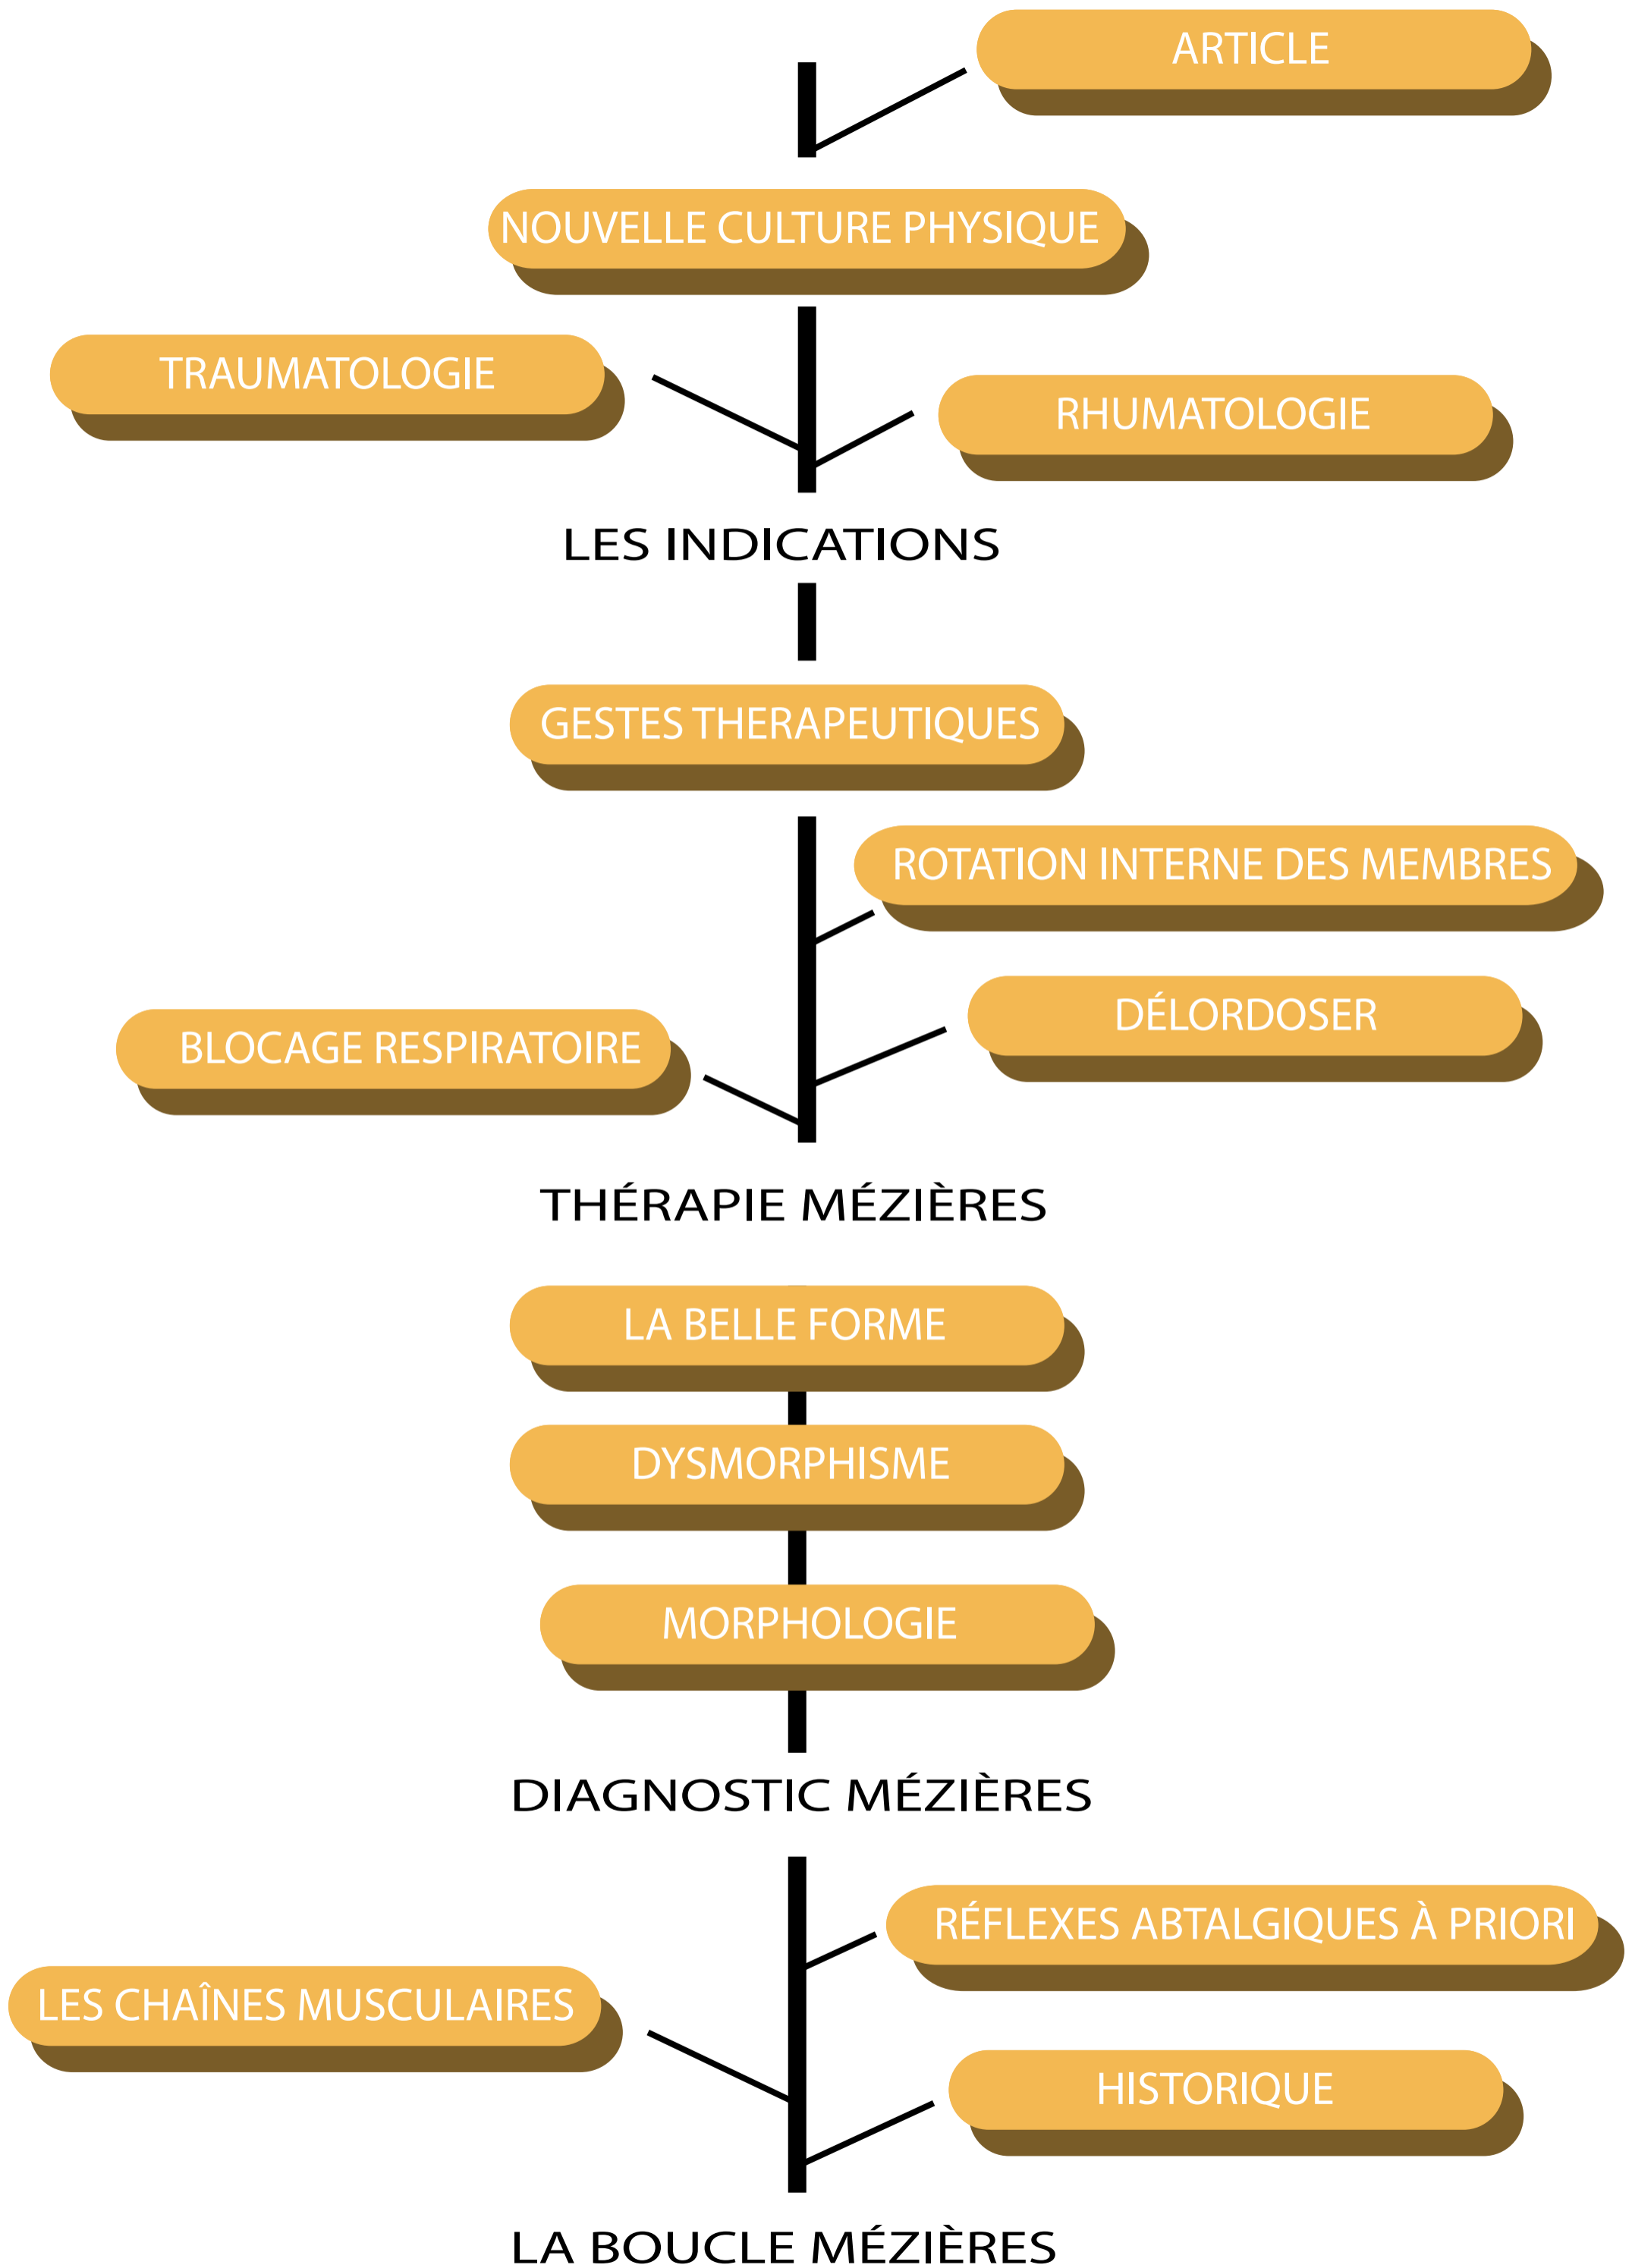 ARTICLE
NOUVELLE CULTURE PHYSIQUE
TRAUMATOLOGIE
RHUMATOLOGIE
LES INDICATIONS
GESTES THERAPEUTIQUES
ROTATION INTERNE DES MEMBRES
DÉLORDOSER
BLOCAGE RESPIRATOIRE
THÉRAPIE MÉZIÈRES
LA BELLE FORME
DYSMORPHISME
MORPHOLOGIE
DIAGNOSTIC MÉZIÈRES
RÉFLEXES ABTALGIQUES À PRIORI
LES CHAÎNES MUSCULAIRES
HISTORIQUE
LA BOUCLE MÉZIÈRES